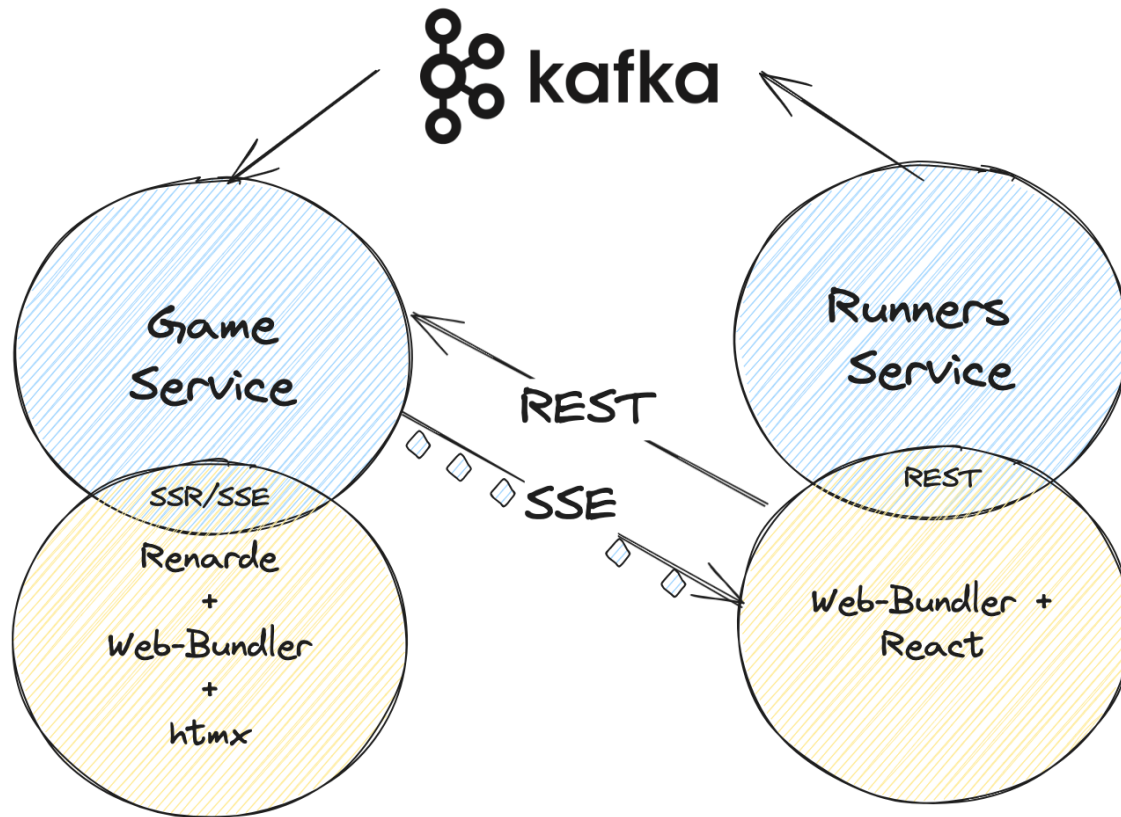 kafka
Game
Service
Runners
Service
REST
SSE
SSR/SSE
REST
Renarde
+
Web-Bundler
+
htmx
Web-Bundler +
React